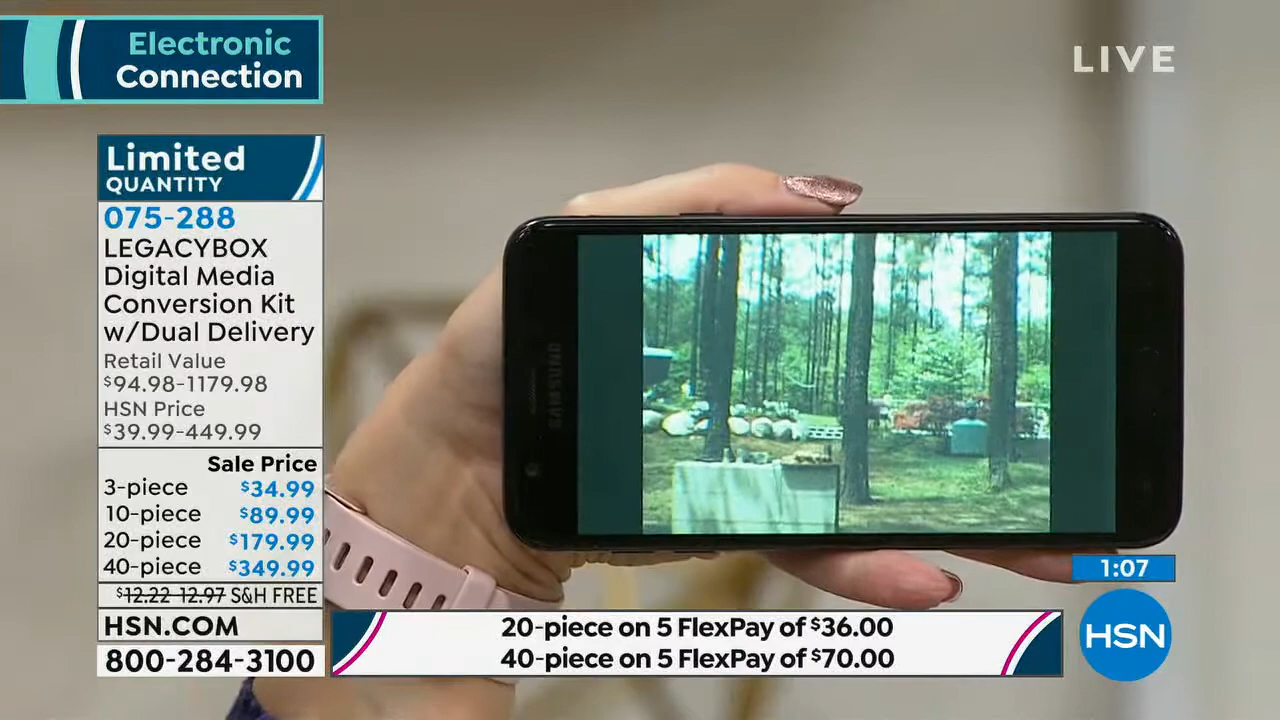 Electronic
Connection
LIVE
Limited
QUANTITY
075-288
LEGACYBOX
Digital Media
Conversion Kit
w/Dual Delivery
Retail Value
$94.98-1179.98
HSN Price
$39.99-449.99
Sale Price
3-piece $34.99
10-piece $89.99
20-piece $179.99
40-piece $349.99
$12.22-12.97 S&H FREE
HSN.COM
800-284-3100
SAMSUNG
1:07
20-piece on 5 FlexPay of $36.00
40-piece on 5 FlexPay of $70.00
HSN